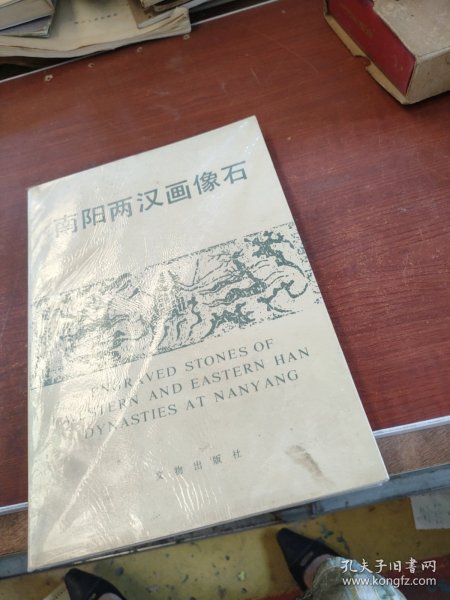 南阳两汉画像石
ENGRAVED STONES OF
WESTERN AND EASTERN HAN
DYNASTIES AT NANYANG
文物出版社
孔夫子旧书网
www.kongfz.com